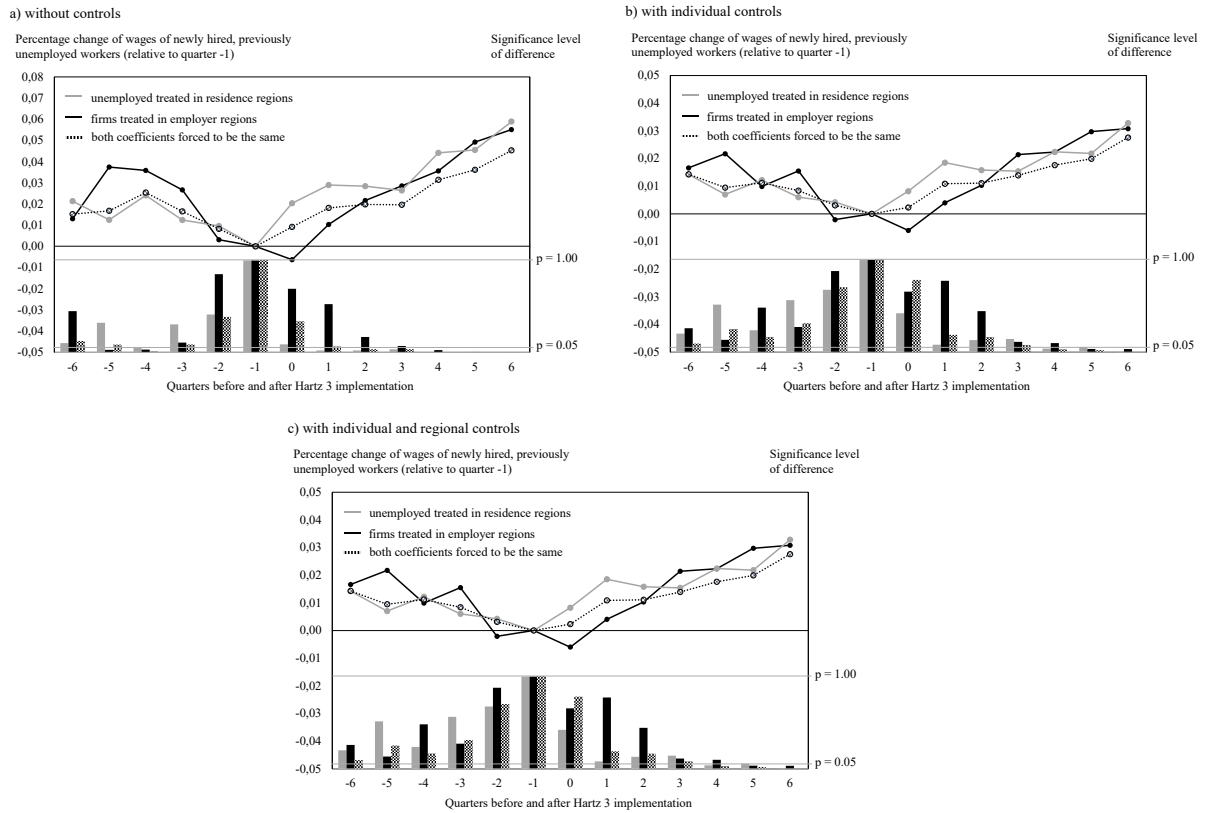 a) without controls
Percentage change of wages of newly hired, previously
unemployed workers (relative to quarter -1)
Significance level
of difference
0,08
0,07
0,06
0,05
0,04
0,03
0,02
0,01
0,00
-0,01
-0,02
-0,03
-0,04
-0,05
unemployed treated in residence regions
firms treated in employer regions
both coefficients forced to be the same
p = 1.00
p = 0.05
-6 -5 -4 -3 -2 -1 0 1 2 3 4 5 6
Quarters before and after Hartz 3 implementation
b) with individual controls
Percentage change of wages of newly hired, previously
unemployed workers (relative to quarter -1)
Significance level
of difference
0,05
0,04
0,03
0,02
0,01
0,00
-0,01
-0,02
-0,03
-0,04
-0,05
unemployed treated in residence regions
firms treated in employer regions
both coefficients forced to be the same
p = 1.00
p = 0.05
-6 -5 -4 -3 -2 -1 0 1 2 3 4 5 6
Quarters before and after Hartz 3 implementation
c) with individual and regional controls
Percentage change of wages of newly hired, previously
unemployed workers (relative to quarter -1)
Significance level
of difference
0,05
0,04
0,03
0,02
0,01
0,00
-0,01
-0,02
-0,03
-0,04
-0,05
unemployed treated in residence regions
firms treated in employer regions
both coefficients forced to be the same
p = 1.00
p = 0.05
-6 -5 -4 -3 -2 -1 0 1 2 3 4 5 6
Quarters before and after Hartz 3 implementation